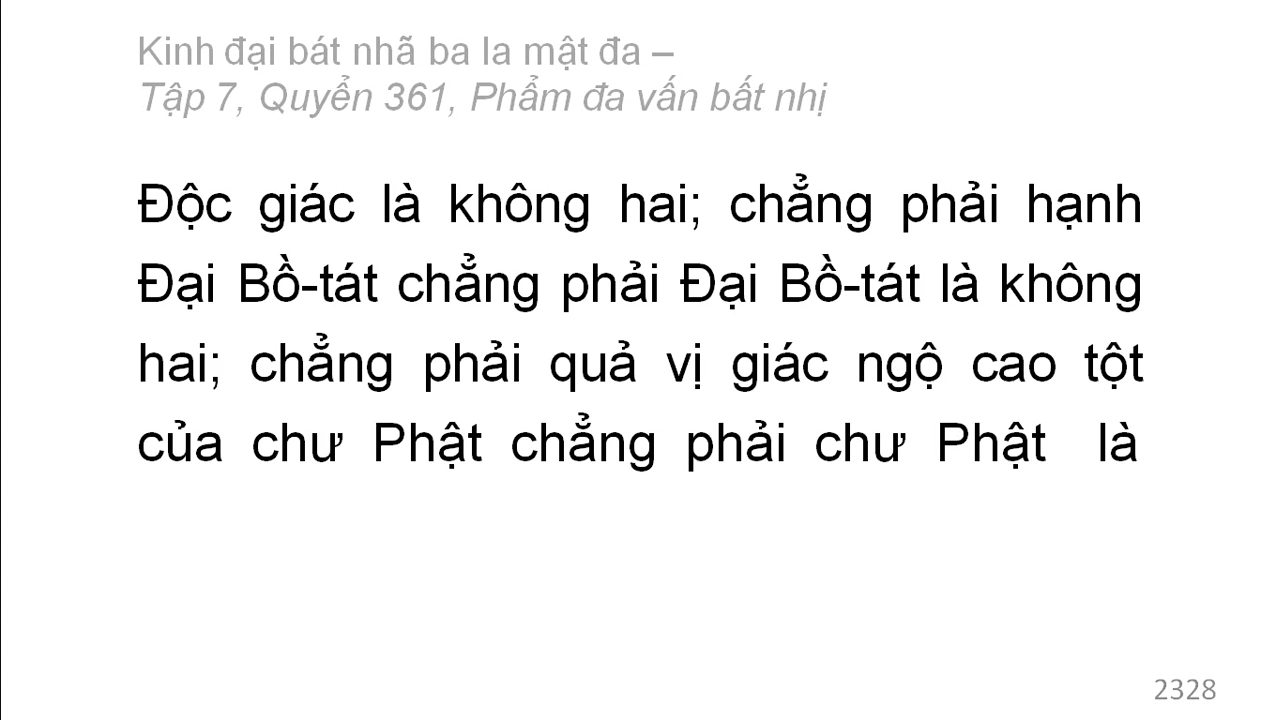 Kinh đại bát nhã ba la mật đa –
Tập 7, Quyển 361, Phẩm đa vấn bất nhị
Độc giác là không hai; chẳng phải hạnh
Đại Bồ-tát chẳng phải Đại Bồ-tát là không
hai; chẳng phải quả vị giác ngộ cao tột
của chư Phật chẳng phải chư Phật là
2328